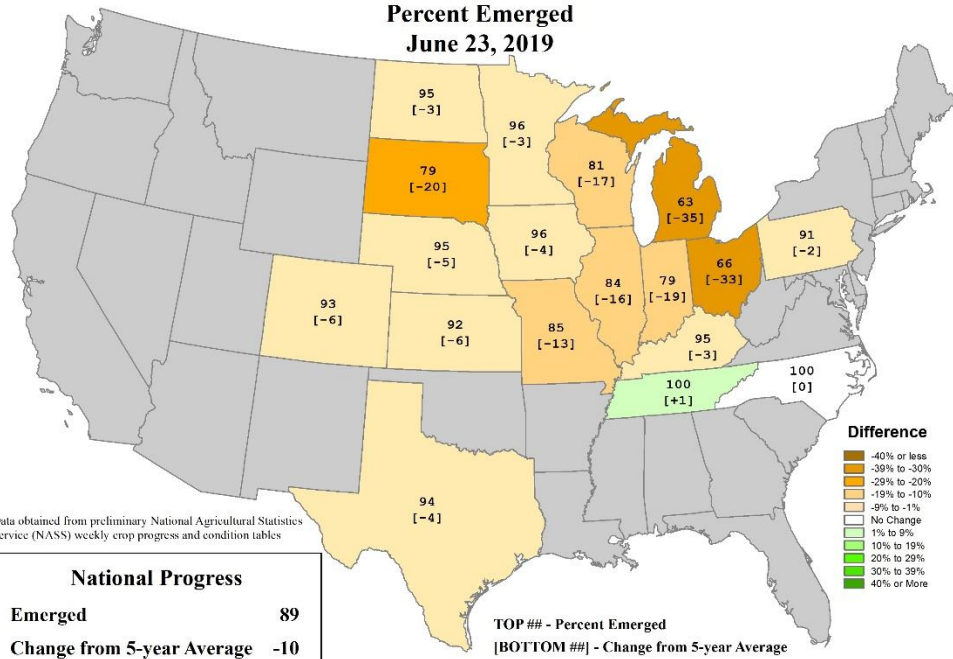 Percent Emerged
June 23, 2019
95
[-3]
96
[-3]
79
[-20]
81
[-17]
63
[-35]
95
[-5]
96
[-4]
91
[-2]
66
[-33]
84
[-16]
79
[-19]
93
[-6]
92
[-6]
85
[-13]
95
[-3]
100
[+1]
100
[0]
94
[-4]
Difference
-40% or less
-39% to -30%
-29% to -20%
-19% to -10%
-9% to -1%
No Change
1% to 9%
10% to 19%
20% to 29%
30% to 39%
40% or More
ata obtained from preliminary National Agricultural Statistics
ervice (NASS) weekly crop progress and condition tables
National Progress
Emerged 89
Change from 5-year Average -10
TOP ## - Percent Emerged
[BOTTOM ##] - Change from 5-year Average